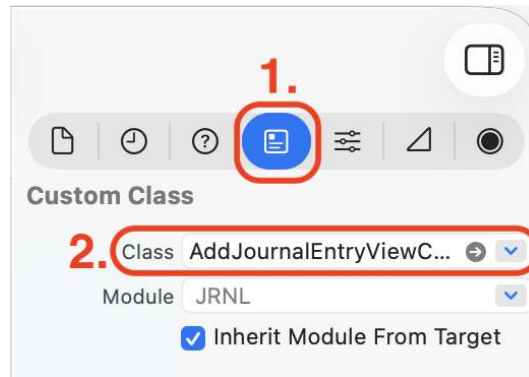 1.
Custom Class
2. Class AddJournalEntryViewC...
Module JRNL
Inherit Module From Target